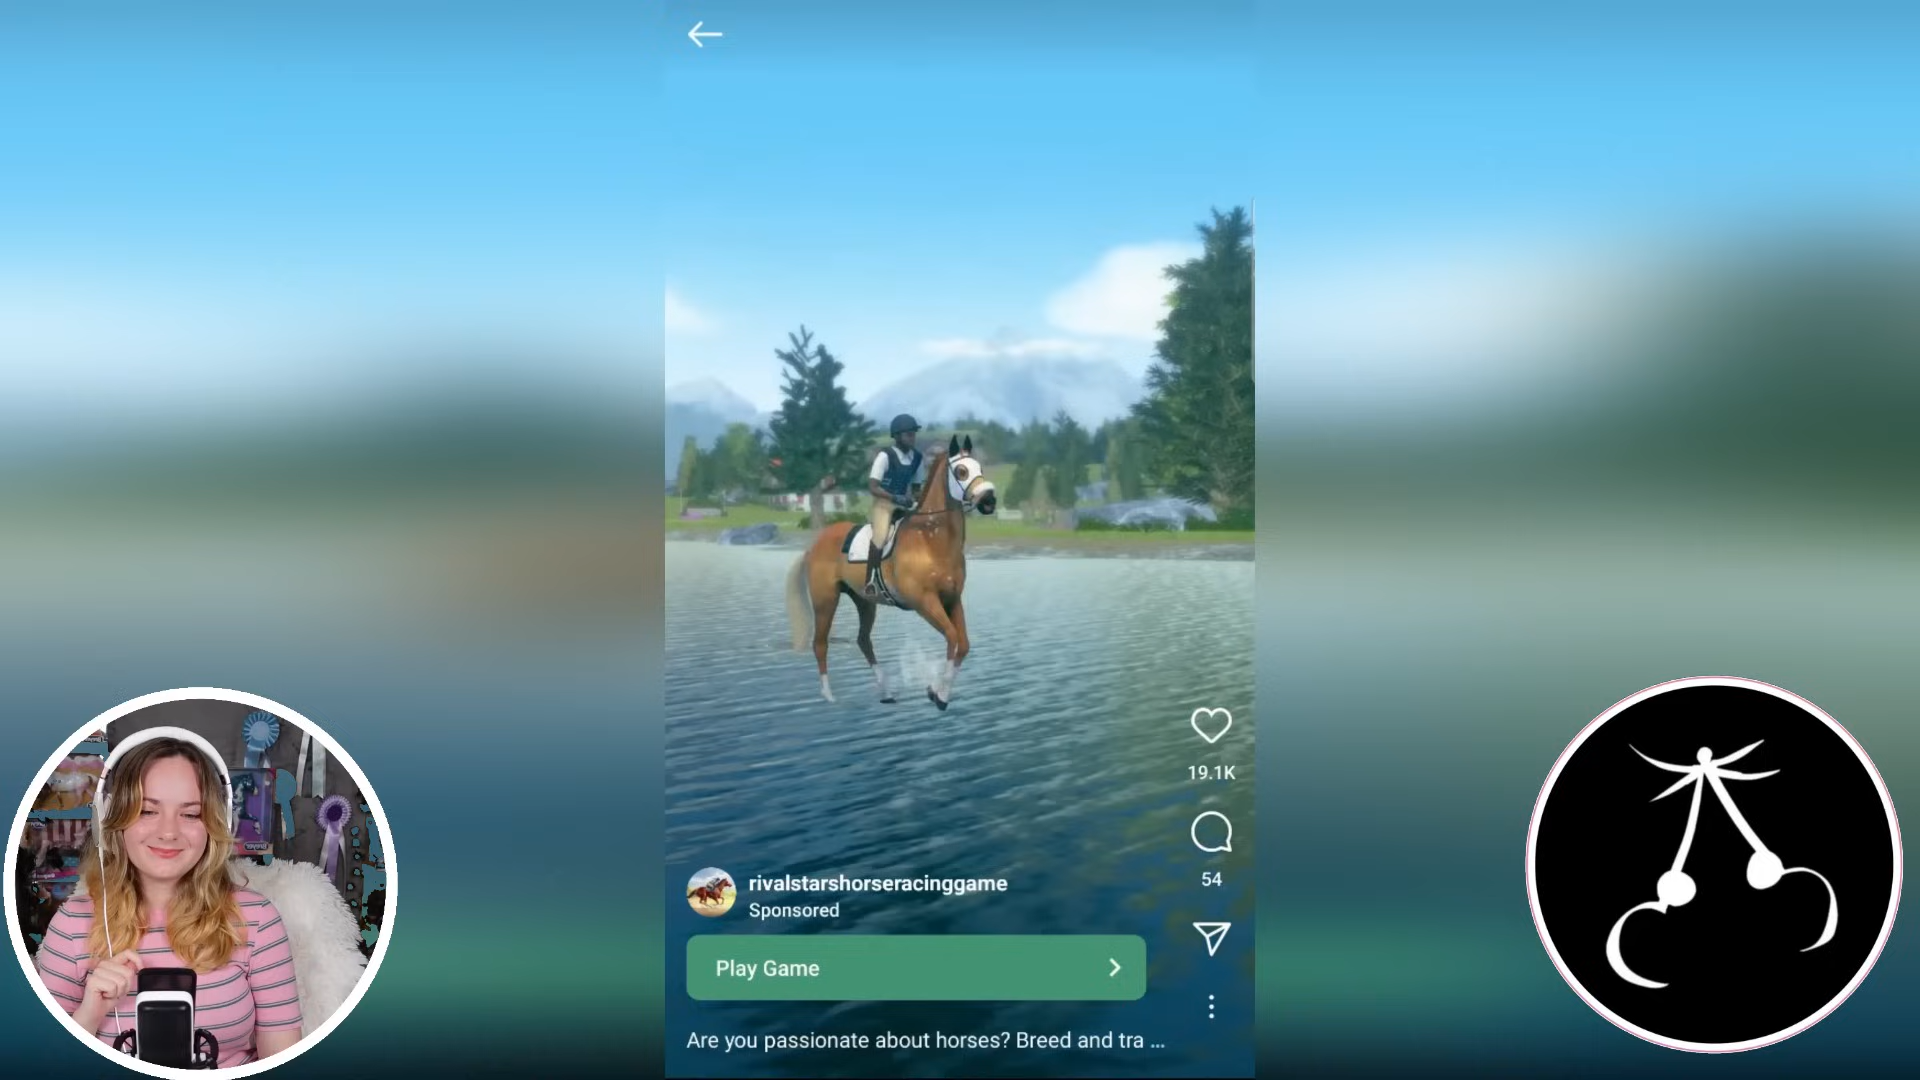 19.1K
54
rivalstarshorseracinggame
Sponsored
Play Game
Are you passionate about horses? Breed and tra ...